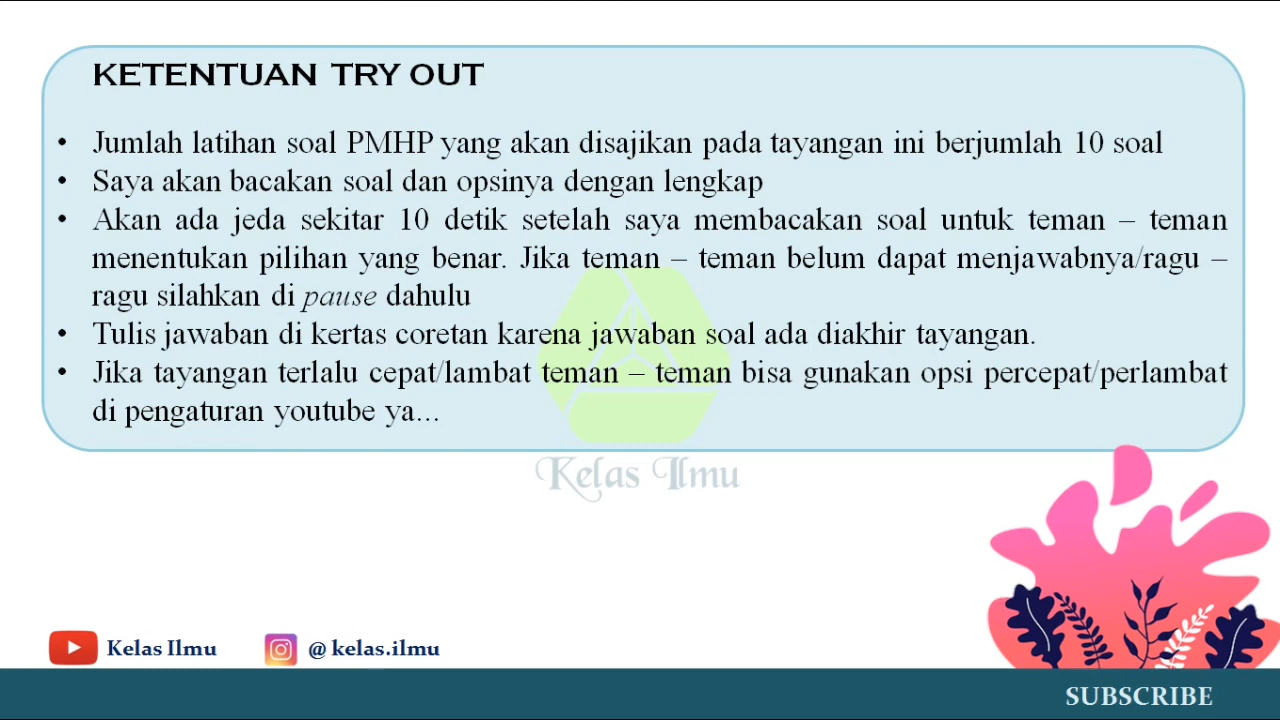 KETENTUAN TRY OUT
• Jumlah latihan soal PMHP yang akan disajikan pada tayangan ini berjumlah 10 soal
• Saya akan bacakan soal dan opsinya dengan lengkap
• Akan ada jeda sekitar 10 detik setelah saya membacakan soal untuk teman – teman
menentukan pilihan yang benar. Jika teman – teman belum dapat menjawabnya/ragu –
ragu silahkan di pause dahulu
• Tulis jawaban di kertas coretan karena jawaban soal ada diakhir tayangan.
• Jika tayangan terlalu cepat/lambat teman – teman bisa gunakan opsi percepat/perlambat
di pengaturan youtube ya...
Kelas Ilmu
Kelas Ilmu @ kelas.ilmu
SUBSCRIBE